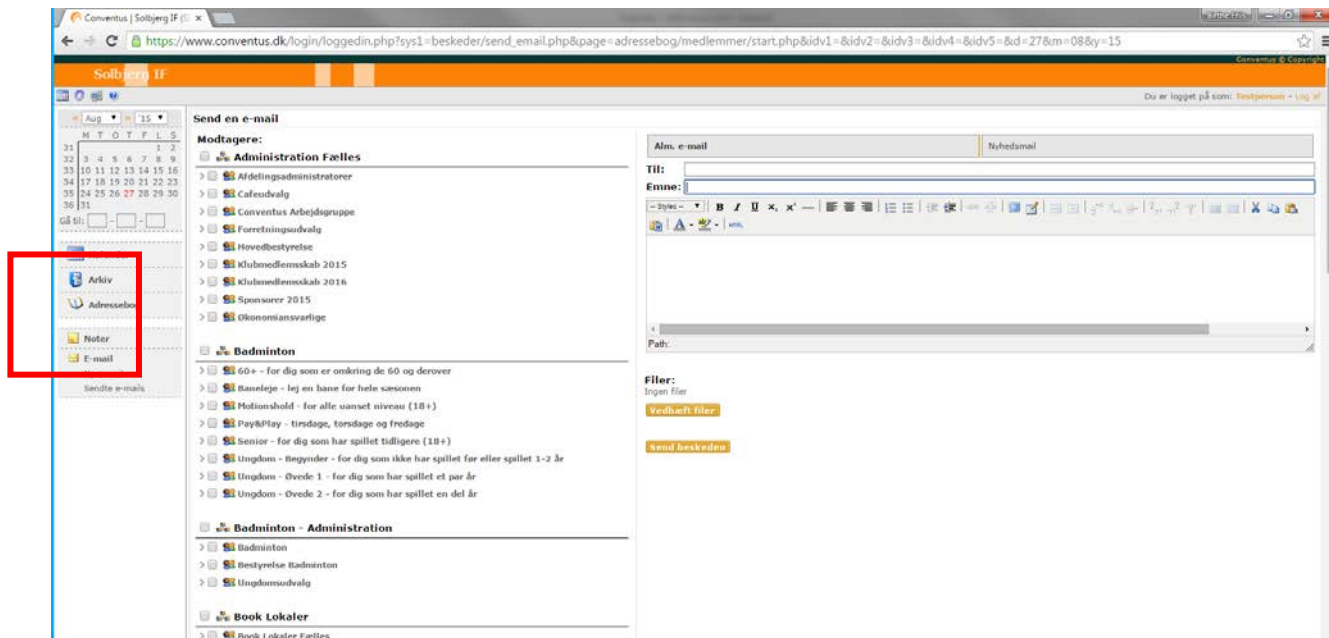 Conventus | Solbjerg IF (S
https://www.conventus.dk/login/loggedin.php?sys1=beskeder/send_email.php&page=adressebog/medlemmer/start.php&idv1=&idv2=&idv3=&idv4=&idv5=&d=27&m=08&y=15
Conventus © Copyright
Solbjerg IF
Du er logget på som: Testperson - Log af
« Aug » « '15
M T O T F L S
31 1 2
32 3 4 5 6 7 8 9
33 10 11 12 13 14 15 16
34 17 18 19 20 21 22 23
35 24 25 26 27 28 29 30
36 31
Gå til: - -
Arkiv
Adressebog
Noter
E-mail
Sendte e-mails
Send en e-mail
Modtagere:
Administration Fælles
Afdelingsadministratorer
Cafeudvalg
Conventus Arbejdsgruppe
Forretningsudvalg
Hovedbestyrelse
Klubmedlemsskab 2015
Klubmedlemsskab 2016
Sponsorer 2015
Økonomiansvarlige
Badminton
60+ - for dig som er omkring de 60 og derover
Baneleje - lej en bane for hele sæsonen
Motionshold - for alle uanset niveau (18+)
Pay&Play - tirsdage, torsdage og fredage
Senior - for dig som har spillet tidligere (18+)
Ungdom - Begynder - for dig som ikke har spillet før eller spillet 1-2 år
Ungdom - Øvede 1 - for dig som har spillet et par år
Ungdom - Øvede 2 - for dig som har spillet en del år
Badminton - Administration
Badminton
Bestyrelse Badminton
Ungdomsudvalg
Book Lokaler
Book Lokaler Fælles
Alm. e-mail
Nyhedsmail
Til:
Emne:
-- Styles --
B I U x, x'
A ab HTML
Path:
Filer:
Ingen filer
Vedhæft filer
Send beskeden